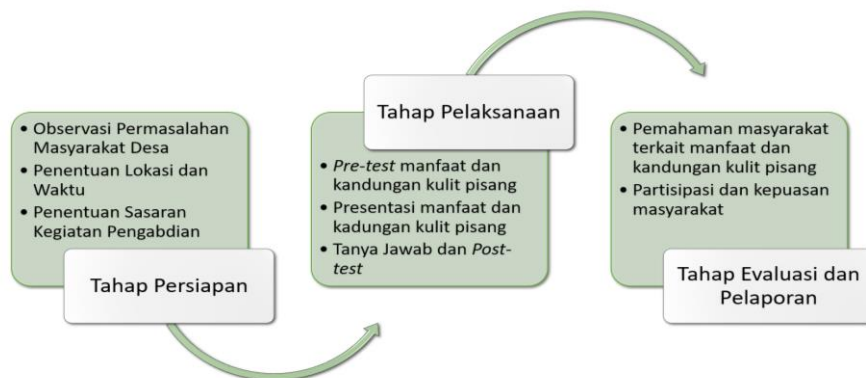 • Observasi Permasalahan
Masyarakat Desa
• Penentuan Lokasi dan
Waktu
• Penentuan Sasaran
Kegiatan Pengabdian
Tahap Persiapan
Tahap Pelaksanaan
• Pre-test manfaat dan
kandungan kulit pisang
• Presentasi manfaat dan
kadungan kulit pisang
• Tanya Jawab dan Post-
test
• Pemahaman masyarakat
terkait manfaat dan
kandungan kulit pisang
• Partisipasi dan kepuasan
masyarakat
Tahap Evaluasi dan
Pelaporan